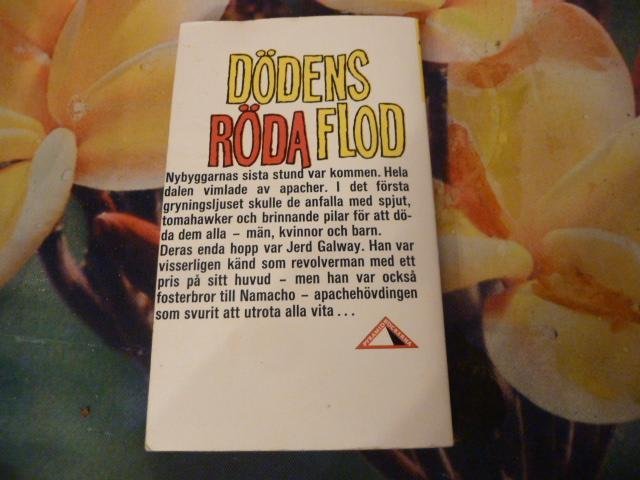 DÖDENS
RÖDA FLOD
Nybyggarnas sista stund var kommen. Hela
dalen vimlade av apacher. I det första
gryningsljuset skulle de anfalla med spjut,
tomahawker och brinnande pilar för att dö-
da dem alla – män, kvinnor och barn.
Deras enda hopp var Jerd Galway. Han var
visserligen känd som revolverman med ett
pris på sitt huvud – men han var också
fosterbror till Namacho – apachehövdingen
som svurit att utrota alla vita ...
PYRAMIDBÖCKERNA